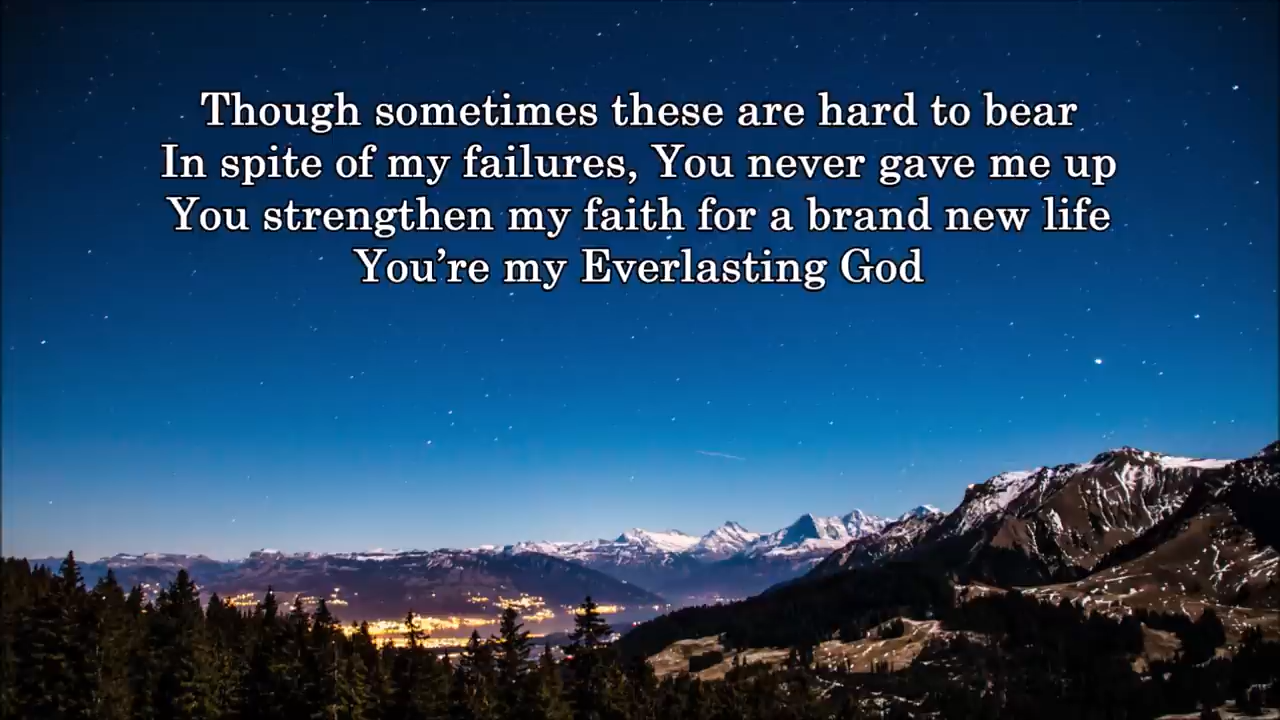 Though sometimes these are hard to bear
In spite of my failures, You never gave me up
You strengthen my faith for a brand new life
You’re my Everlasting God